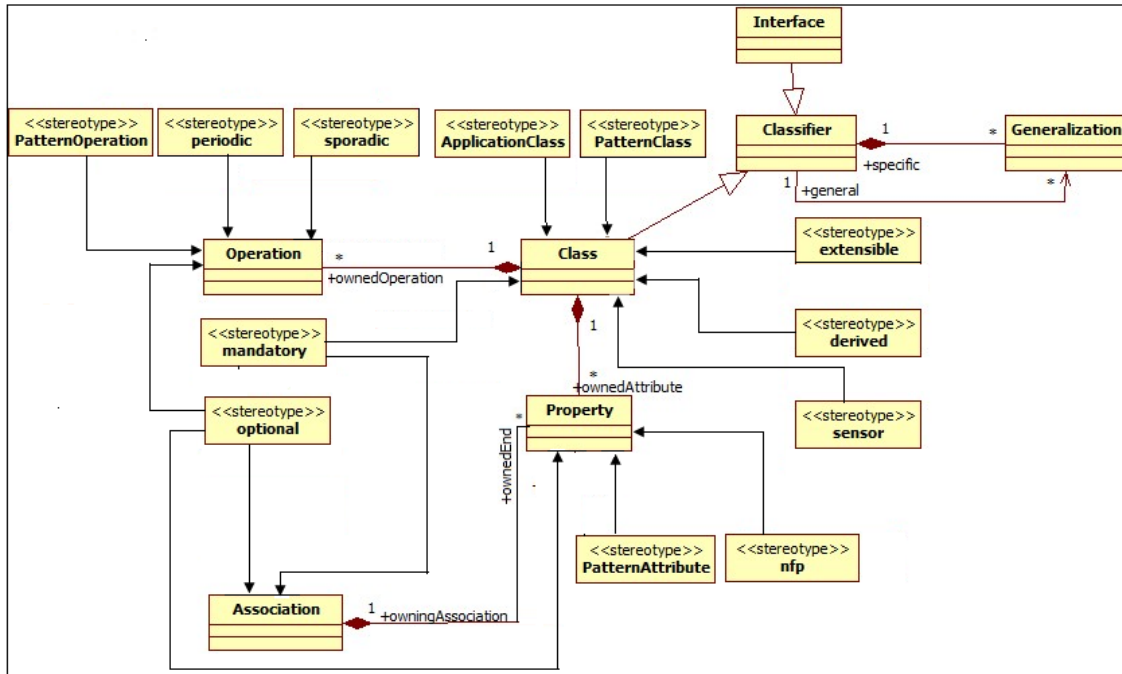 Interface
<<stereotype>>
PatternOperation
<<stereotype>>
periodic
<<stereotype>>
sporadic
<<stereotype>>
ApplicationClass
<<stereotype>>
PatternClass
Classifier
1
*
+specific
Generalization
1
+general
*
Operation
*
+ownedOperation
1
Class
1
<<stereotype>>
extensible
<<stereotype>>
mandatory
<<stereotype>>
derived
*
+ownedAttribute
<<stereotype>>
optional
*
+ownedEnd
Property
<<stereotype>>
sensor
<<stereotype>>
PatternAttribute
<<stereotype>>
nfp
Association
1
+owningAssociation